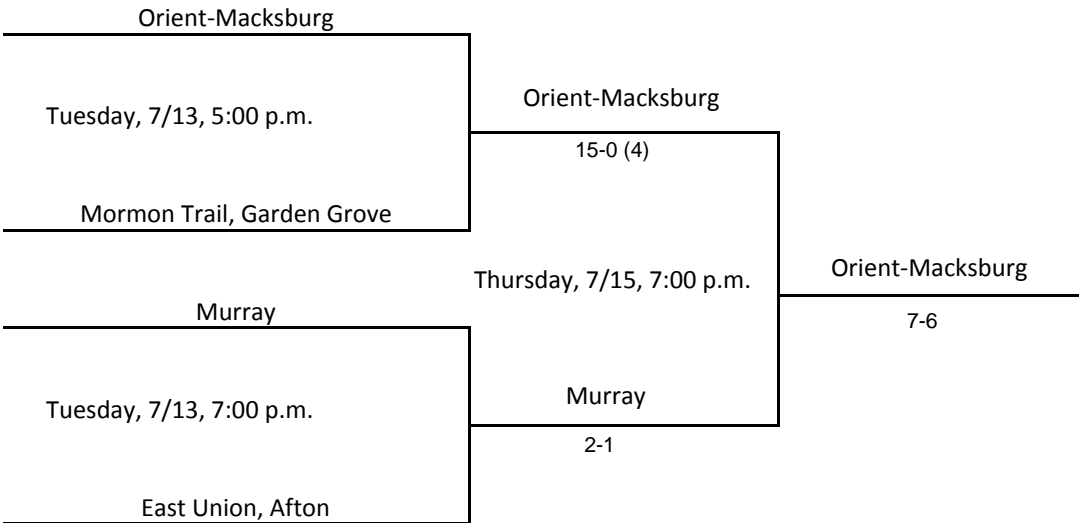 Orient-Macksburg
Tuesday, 7/13, 5:00 p.m.
Mormon Trail, Garden Grove
Orient-Macksburg
15-0 (4)
Murray
Tuesday, 7/13, 7:00 p.m.
East Union, Afton
Thursday, 7/15, 7:00 p.m.
Murray
2-1
Orient-Macksburg
7-6